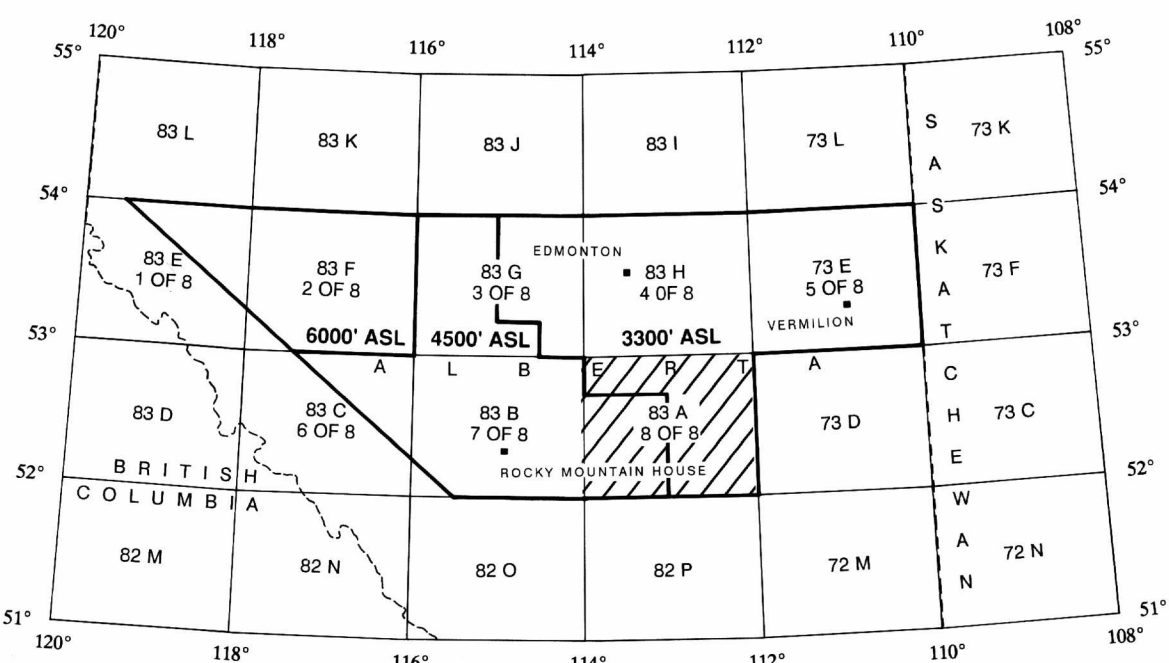 120° 118° 116° 114° 112° 110° 108°
55° 55°
83 L 83 K 83 J 83 I 73 L 73 K
54° 54°
EDMONTON
83 E
1 OF 8
83 F
2 OF 8
83 G
3 OF 8
83 H
4 OF 8
73 E
5 OF 8
73 F
VERMILION
53° 53°
6000' ASL 4500' ASL 3300' ASL
A L B E R T A
83 D
83 C
6 OF 8
83 B
7 OF 8
83 A
8 OF 8
73 D
73 C
ROCKY MOUNTAIN HOUSE
52° 52°
BRITISH
COLUMBIA
SASKATCHEWAN
82 M 82 N 82 O 82 P 72 M 72 N
51° 51°
120° 118° 116° 114° 112° 110° 108°